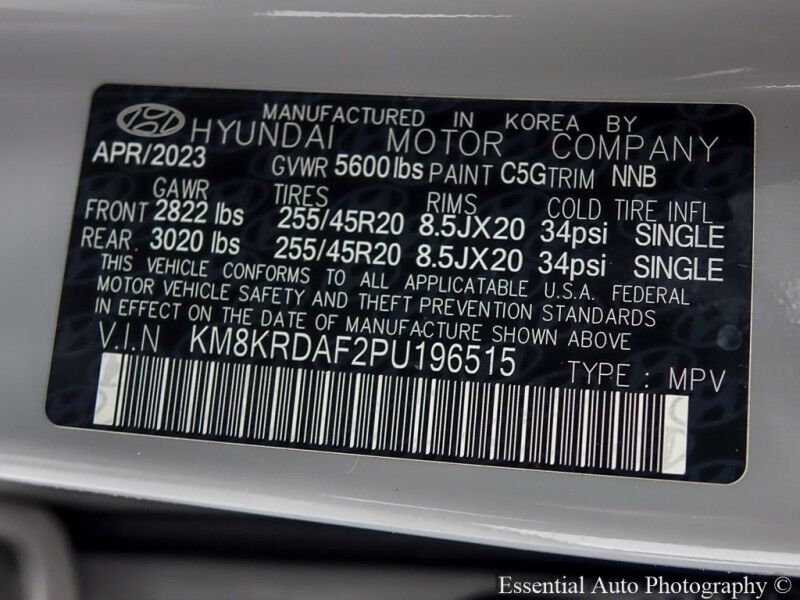 MANUFACTURED IN KOREA BY
HYUNDAI MOTOR COMPANY
APR/2023 GVWR 5600 lbs PAINT C5G TRIM NNB
GAWR TIRES RIMS COLD TIRE INFL
FRONT 2822 lbs 255/45R20 8.5JX20 34psi SINGLE
REAR. 3020 lbs 255/45R20 8.5JX20 34psi SINGLE
THIS VEHICLE CONFORMS TO ALL APPLICATABLE U.S.A. FEDERAL
MOTOR VEHICLE SAFETY AND THEFT PREVENTION STANDARDS
IN EFFECT ON THE DATE OF MANUFACTURE SHOWN ABOVE
V.I.N KM8KRDAF2PU196515 TYPE : MPV
Essential Auto Photography ©